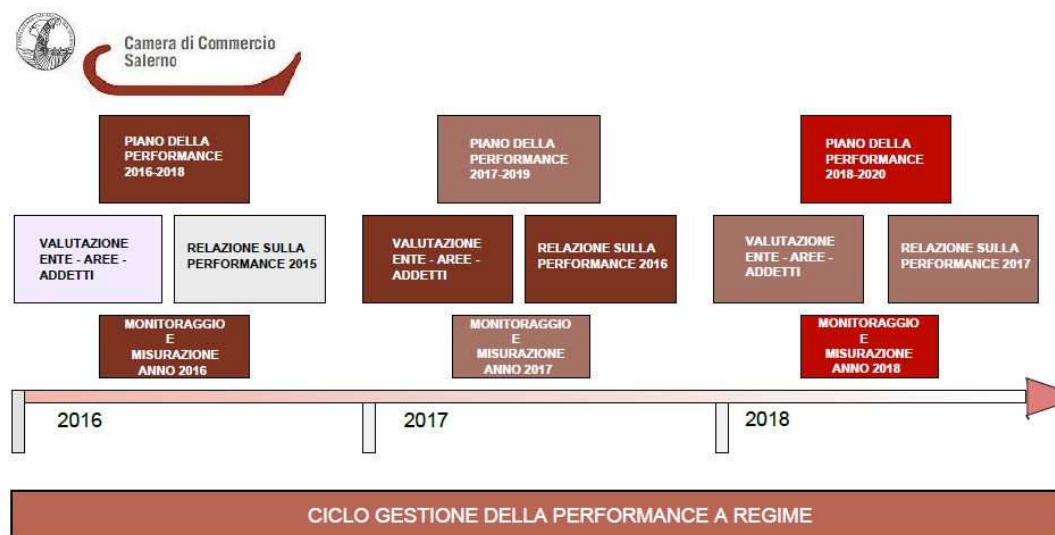 Camera di Commercio
Salerno
PIANO DELLA
PERFORMANCE
2016-2018
PIANO DELLA
PERFORMANCE
2017-2019
PIANO DELLA
PERFORMANCE
2018-2020
VALUTAZIONE
ENTE - AREE -
ADDETTI
RELAZIONE SULLA
PERFORMANCE 2015
VALUTAZIONE
ENTE - AREE -
ADDETTI
RELAZIONE SULLA
PERFORMANCE 2016
VALUTAZIONE
ENTE - AREE -
ADDETTI
RELAZIONE SULLA
PERFORMANCE 2017
MONITORAGGIO
E
MISURAZIONE
ANNO 2016
MONITORAGGIO
E
MISURAZIONE
ANNO 2017
MONITORAGGIO
E
MISURAZIONE
ANNO 2018
2016
2017
2018
CICLO GESTIONE DELLA PERFORMANCE A REGIME